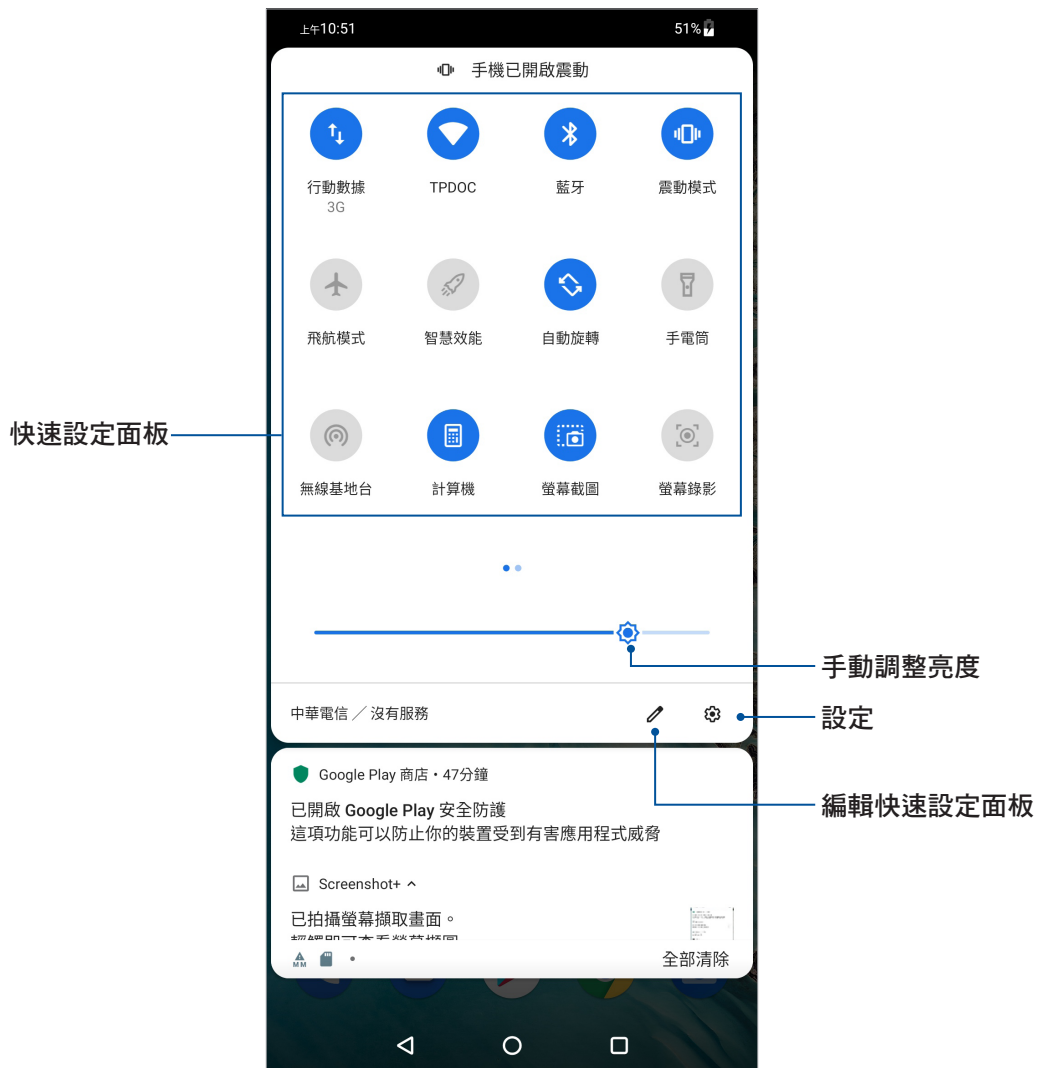 上午10:51 51%
手機已開啟震動
行動數據 TPDOC 藍牙 震動模式
3G
飛航模式 智慧效能 自動旋轉 手電筒
快速設定面板
無線基地台 計算機 螢幕截圖 螢幕錄影
手動調整亮度
中華電信／沒有服務
設定
Google Play 商店・47分鐘
編輯快速設定面板
已開啟 Google Play 安全防護
這項功能可以防止你的裝置受到有害應用程式威脅
Screenshot+
已拍攝螢幕擷取畫面。
MM
全部清除